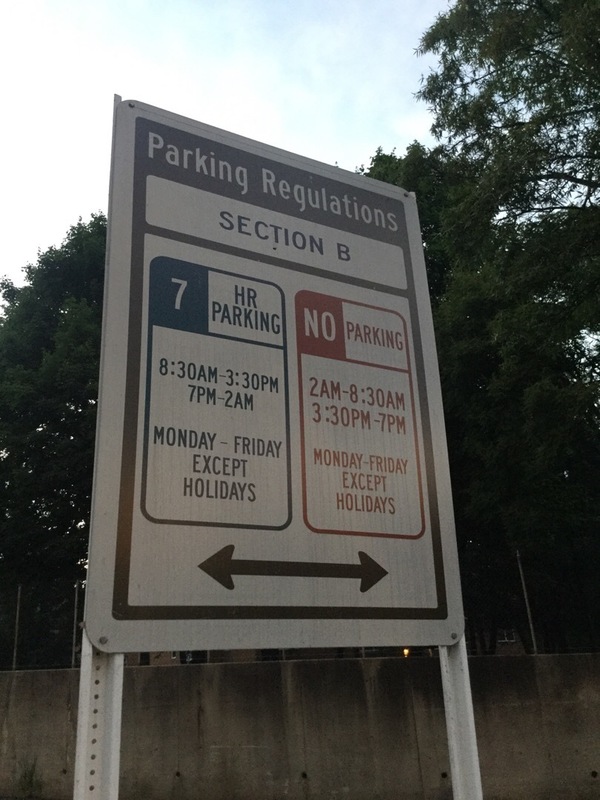 Parking Regulations
SECTION B
7 HR
PARKING
8:30AM-3:30PM
7PM-2AM
MONDAY - FRIDAY
EXCEPT
HOLIDAYS
NO PARKING
2AM-8:30AM
3:30PM-7PM
MONDAY-FRIDAY
EXCEPT
HOLIDAYS